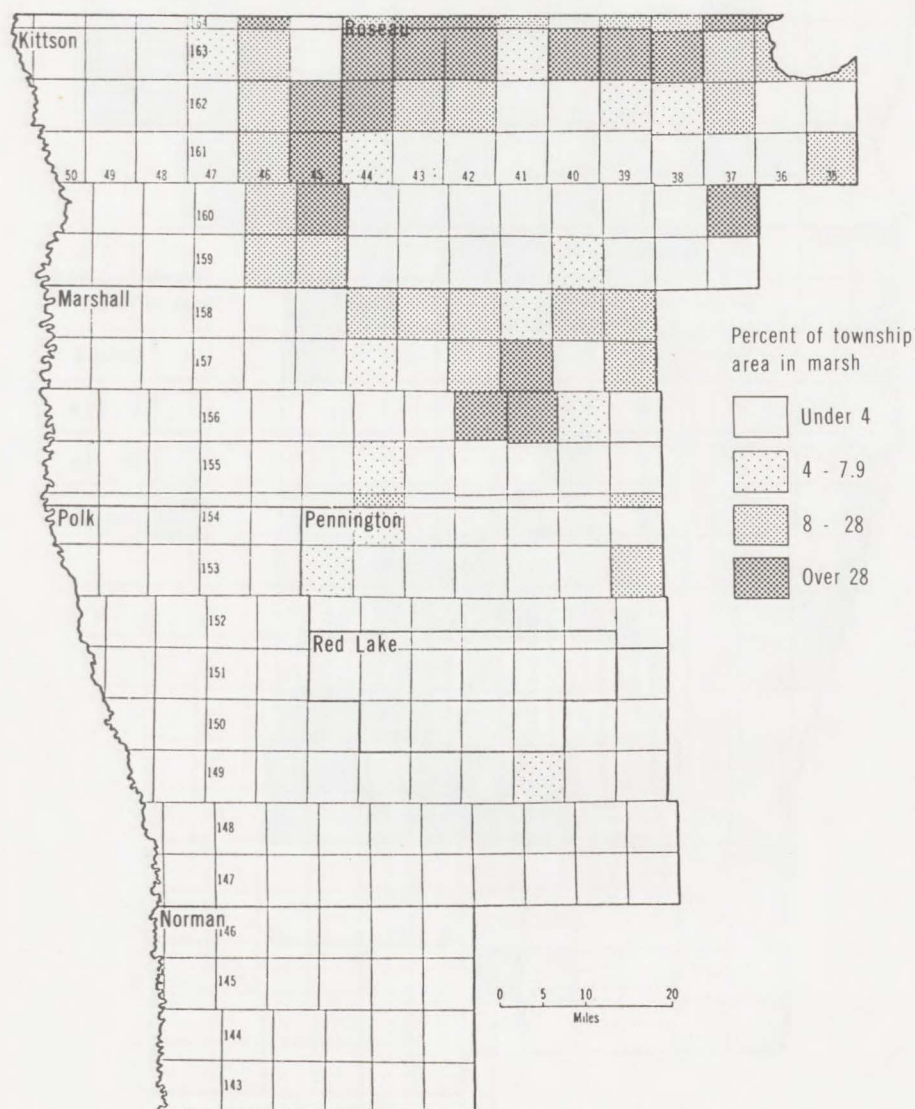 164
Kittson
Roseau
163
162
161
50 49 48 47 46 45 44 43 42 41 40 39 38 37 36 35
160
159
Marshall
158
157
156
155
Polk
154
Pennington
153
152
Red Lake
151
150
149
148
147
Norman
146
145
144
143
Percent of township
area in marsh
Under 4
4 - 7.9
8 - 28
Over 28
0 5 10 20
Miles